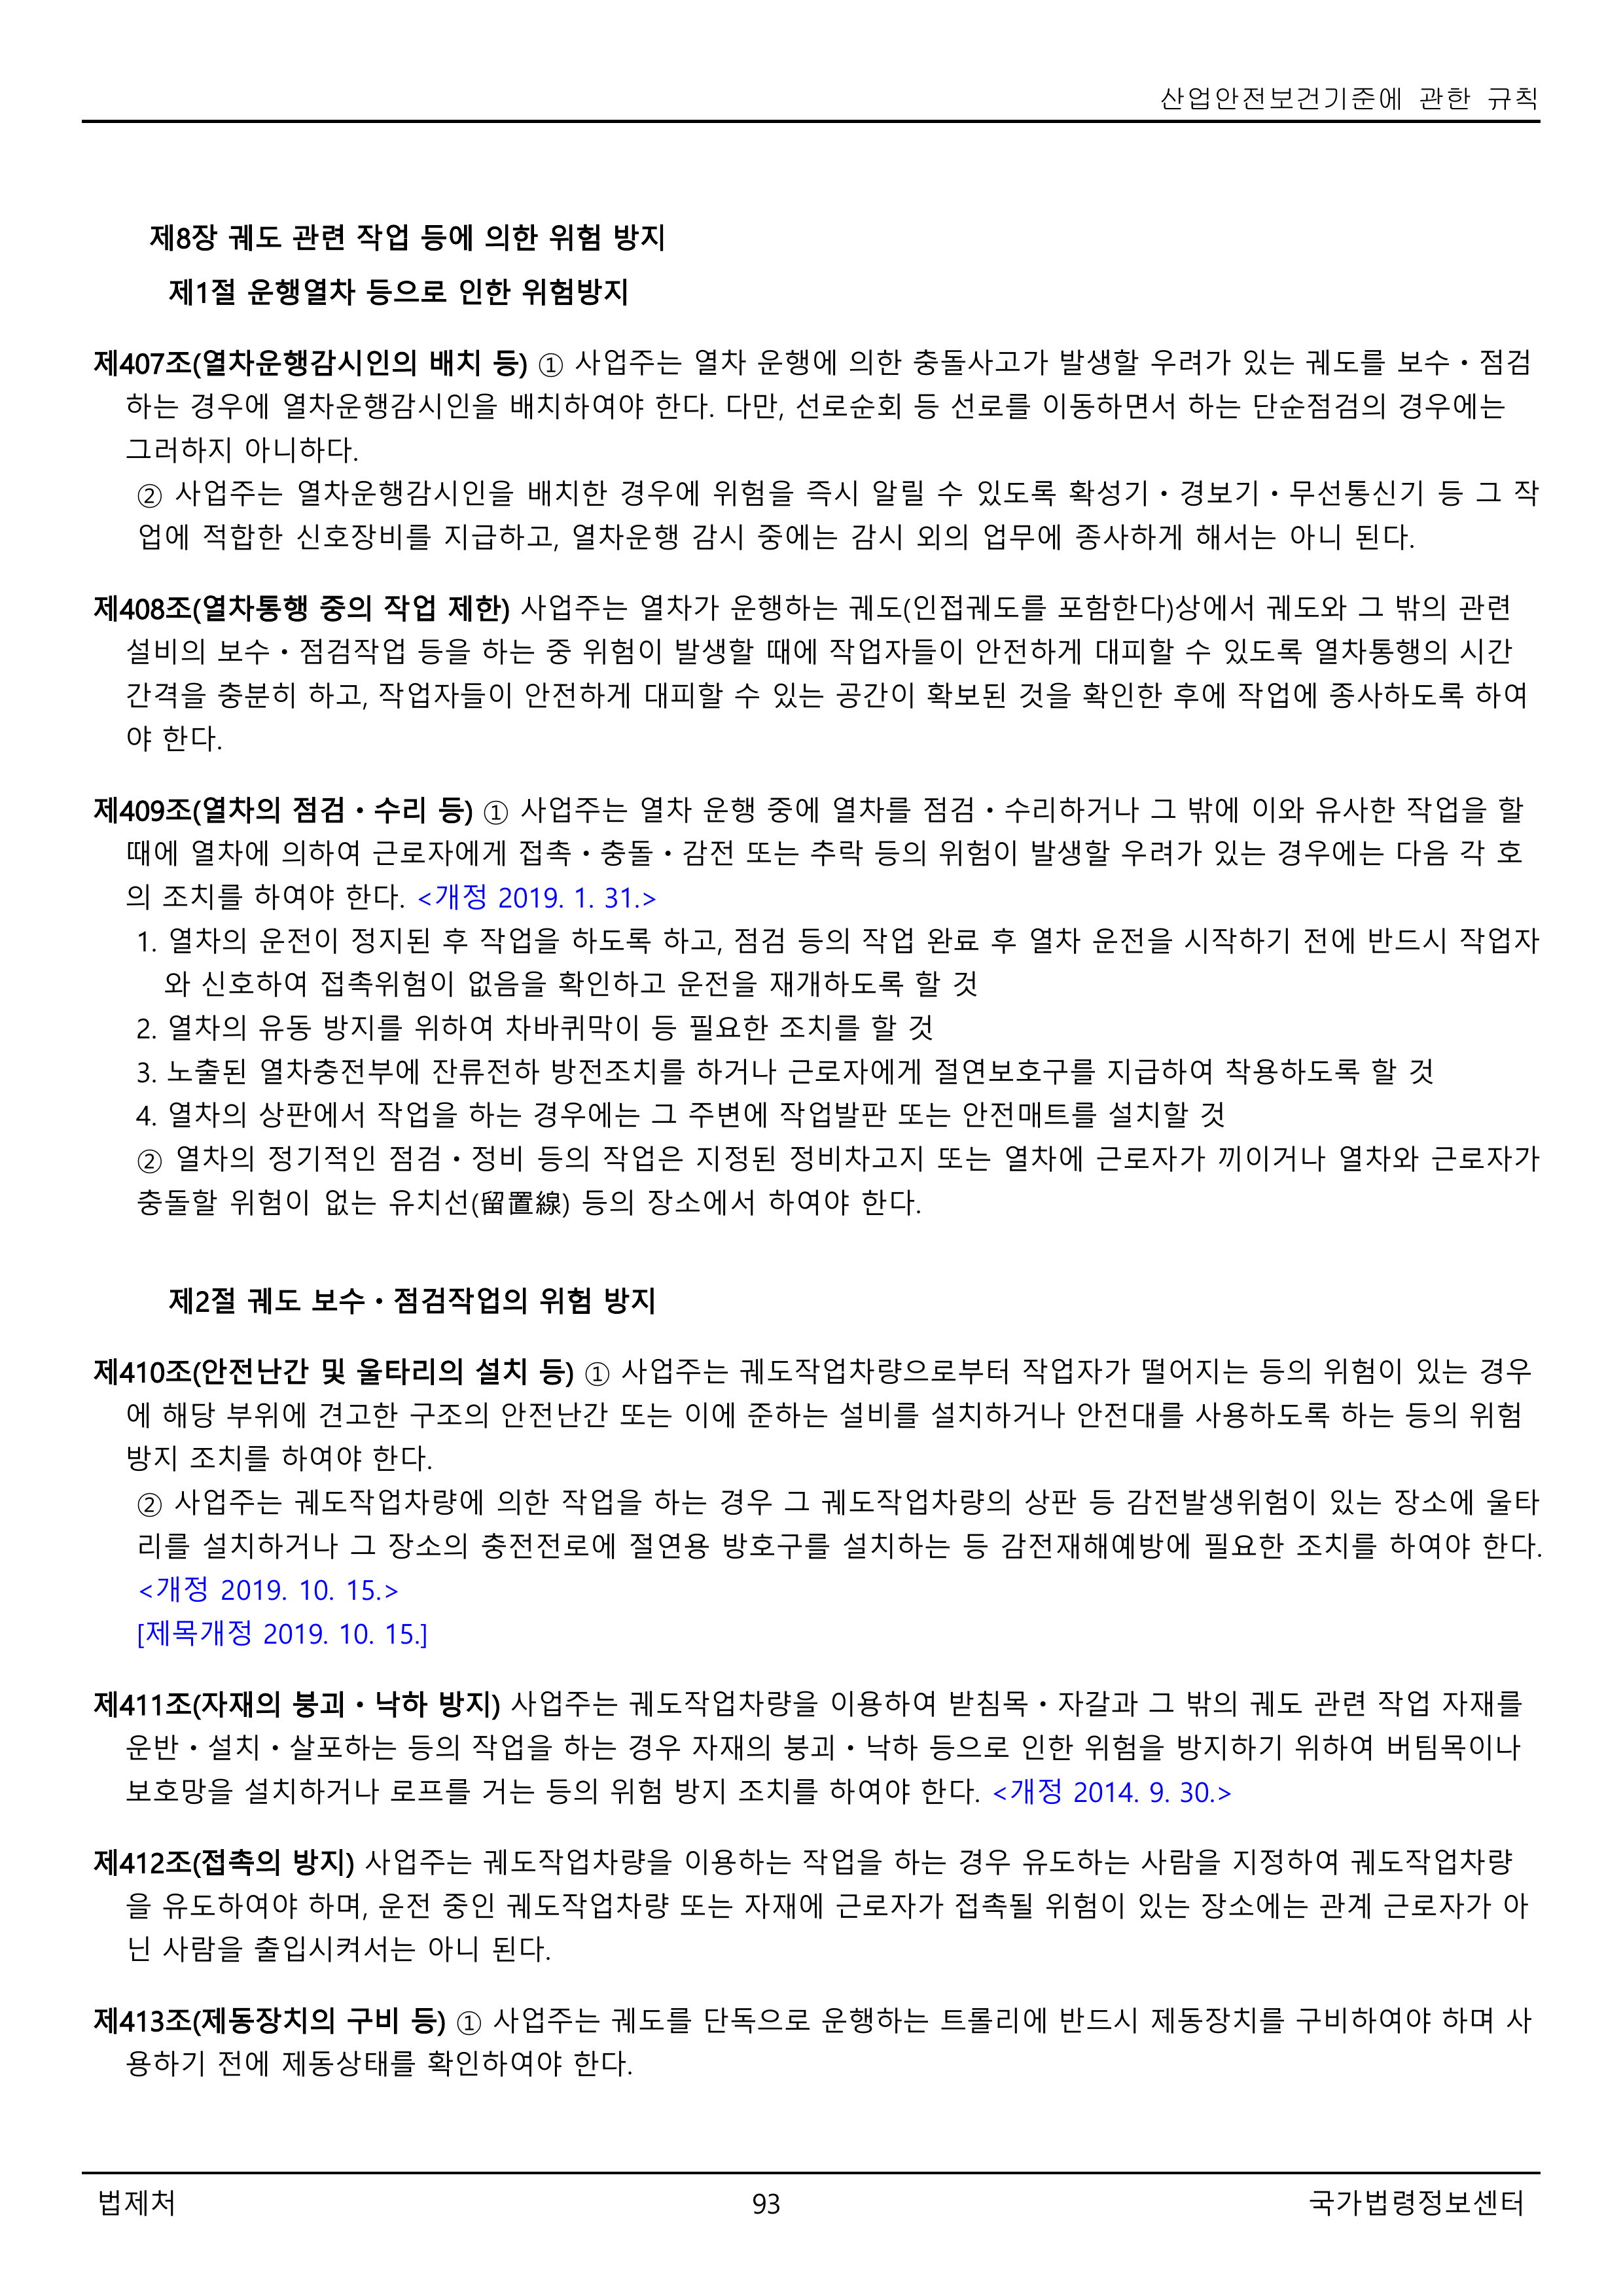 산업안전보건기준에 관한 규칙
제8장 궤도 관련 작업 등에 의한 위험 방지
제1절 운행열차 등으로 인한 위험방지
제407조(열차운행감시인의 배치 등) ① 사업주는 열차 운행에 의한 충돌사고가 발생할 우려가 있는 궤도를 보수ㆍ점검
하는 경우에 열차운행감시인을 배치하여야 한다. 다만, 선로순회 등 선로를 이동하면서 하는 단순점검의 경우에는
그러하지 아니하다.
② 사업주는 열차운행감시인을 배치한 경우에 위험을 즉시 알릴 수 있도록 확성기ㆍ경보기ㆍ무선통신기 등 그 작
업에 적합한 신호장비를 지급하고, 열차운행 감시 중에는 감시 외의 업무에 종사하게 해서는 아니 된다.
제408조(열차통행 중의 작업 제한) 사업주는 열차가 운행하는 궤도(인접궤도를 포함한다)상에서 궤도와 그 밖의 관련
설비의 보수ㆍ점검작업 등을 하는 중 위험이 발생할 때에 작업자들이 안전하게 대피할 수 있도록 열차통행의 시간
간격을 충분히 하고, 작업자들이 안전하게 대피할 수 있는 공간이 확보된 것을 확인한 후에 작업에 종사하도록 하여
야 한다.
제409조(열차의 점검ㆍ수리 등) ① 사업주는 열차 운행 중에 열차를 점검ㆍ수리하거나 그 밖에 이와 유사한 작업을 할
때에 열차에 의하여 근로자에게 접촉ㆍ충돌ㆍ감전 또는 추락 등의 위험이 발생할 우려가 있는 경우에는 다음 각 호
의 조치를 하여야 한다. <개정 2019. 1. 31.>
1. 열차의 운전이 정지된 후 작업을 하도록 하고, 점검 등의 작업 완료 후 열차 운전을 시작하기 전에 반드시 작업자
와 신호하여 접촉위험이 없음을 확인하고 운전을 재개하도록 할 것
2. 열차의 유동 방지를 위하여 차바퀴막이 등 필요한 조치를 할 것
3. 노출된 열차충전부에 잔류전하 방전조치를 하거나 근로자에게 절연보호구를 지급하여 착용하도록 할 것
4. 열차의 상판에서 작업을 하는 경우에는 그 주변에 작업발판 또는 안전매트를 설치할 것
② 열차의 정기적인 점검ㆍ정비 등의 작업은 지정된 정비차고지 또는 열차에 근로자가 끼이거나 열차와 근로자가
충돌할 위험이 없는 유치선(留置線) 등의 장소에서 하여야 한다.
제2절 궤도 보수ㆍ점검작업의 위험 방지
제410조(안전난간 및 울타리의 설치 등) ① 사업주는 궤도작업차량으로부터 작업자가 떨어지는 등의 위험이 있는 경우
에 해당 부위에 견고한 구조의 안전난간 또는 이에 준하는 설비를 설치하거나 안전대를 사용하도록 하는 등의 위험
방지 조치를 하여야 한다.
② 사업주는 궤도작업차량에 의한 작업을 하는 경우 그 궤도작업차량의 상판 등 감전발생위험이 있는 장소에 울타
리를 설치하거나 그 장소의 충전전로에 절연용 방호구를 설치하는 등 감전재해예방에 필요한 조치를 하여야 한다.
<개정 2019. 10. 15.>
[제목개정 2019. 10. 15.]
제411조(자재의 붕괴ㆍ낙하 방지) 사업주는 궤도작업차량을 이용하여 받침목ㆍ자갈과 그 밖의 궤도 관련 작업 자재를
운반ㆍ설치ㆍ살포하는 등의 작업을 하는 경우 자재의 붕괴ㆍ낙하 등으로 인한 위험을 방지하기 위하여 버팀목이나
보호망을 설치하거나 로프를 거는 등의 위험 방지 조치를 하여야 한다. <개정 2014. 9. 30.>
제412조(접촉의 방지) 사업주는 궤도작업차량을 이용하는 작업을 하는 경우 유도하는 사람을 지정하여 궤도작업차량
을 유도하여야 하며, 운전 중인 궤도작업차량 또는 자재에 근로자가 접촉될 위험이 있는 장소에는 관계 근로자가 아
닌 사람을 출입시켜서는 아니 된다.
제413조(제동장치의 구비 등) ① 사업주는 궤도를 단독으로 운행하는 트롤리에 반드시 제동장치를 구비하여야 하며 사
용하기 전에 제동상태를 확인하여야 한다.
법제처 93 국가법령정보센터